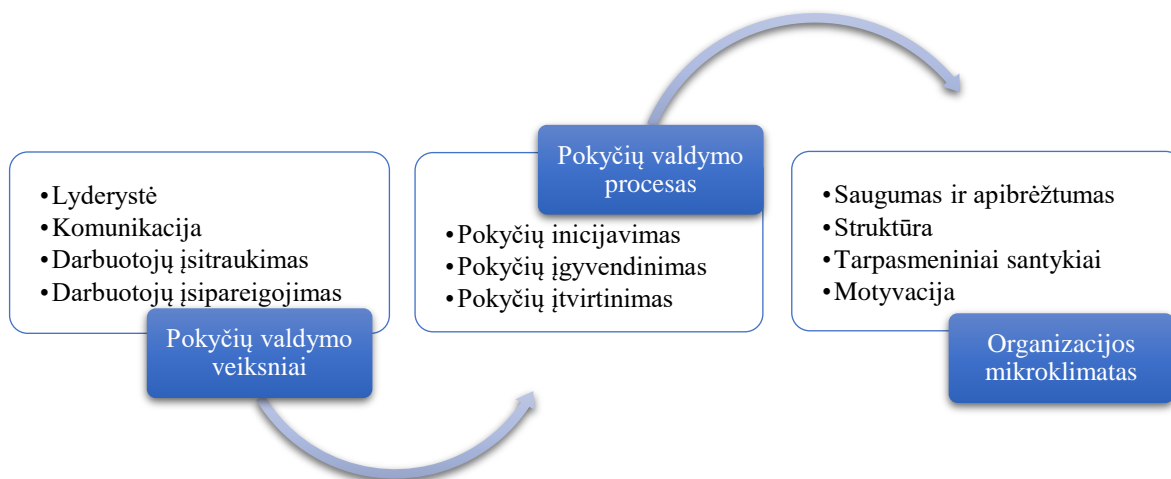 •Lyderystė
•Komunikacija
•Darbuotojų įsitraukimas
•Darbuotojų įsipareigojimas
Pokyčių valdymo
veiksniai
Pokyčių valdymo
procesas
•Pokyčių inicijavimas
•Pokyčių įgyvendinimas
•Pokyčių įtvirtinimas
•Saugumas ir apibrėžtumas
•Struktūra
•Tarpasmeniniai santykiai
•Motyvacija
Organizacijos
mikroklimatas